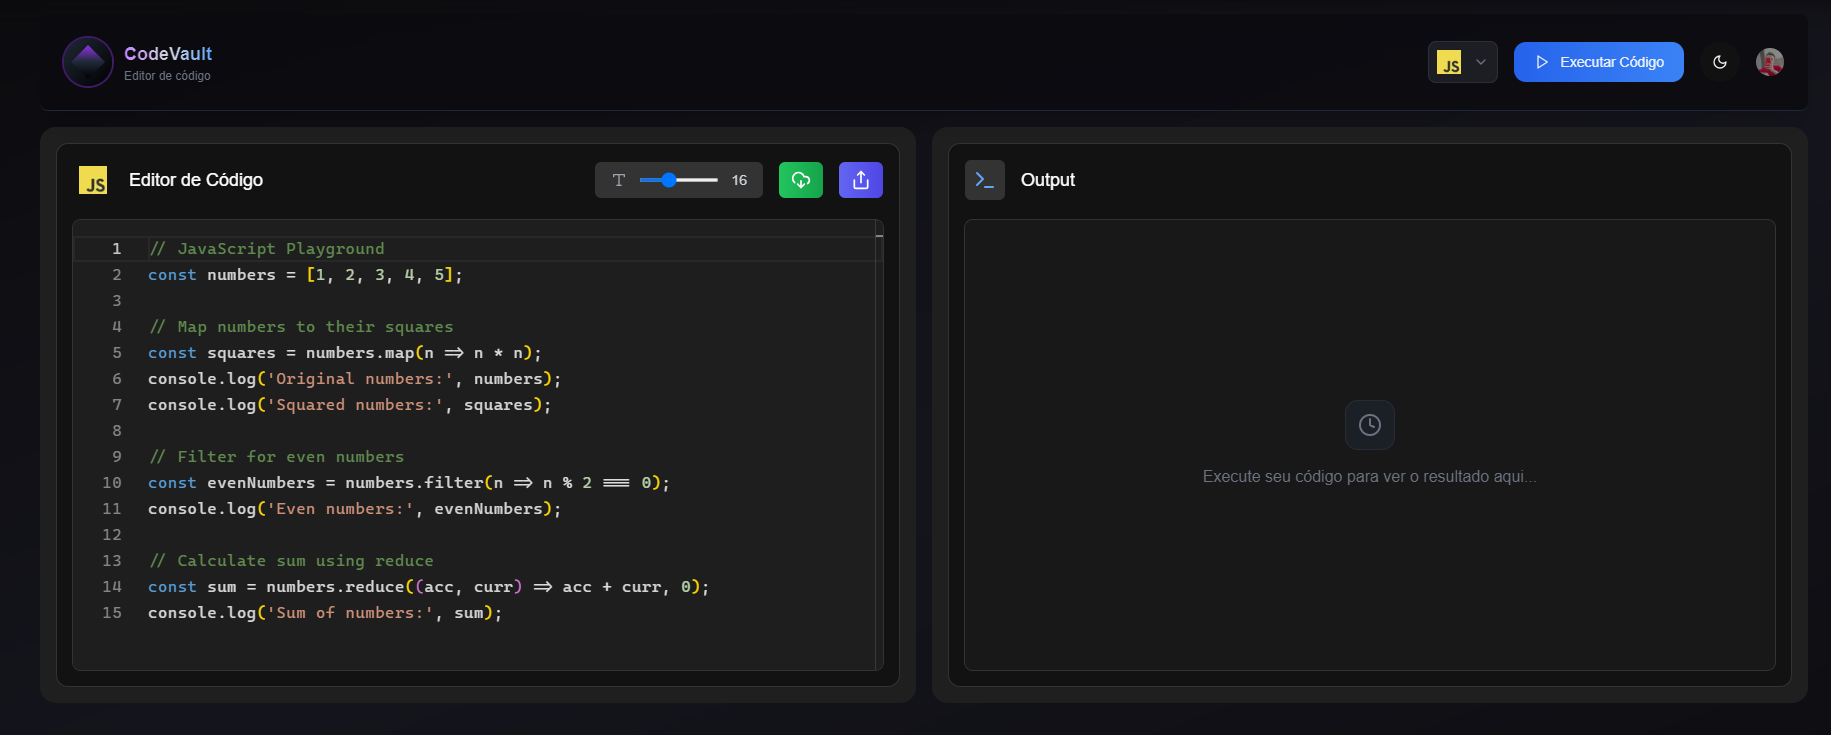 CodeVault
Editor de código
JS
Executar Código
JS
Editor de Código
T
16
1 // JavaScript Playground
2 const numbers = [1, 2, 3, 4, 5];
3
4 // Map numbers to their squares
5 const squares = numbers.map(n => n * n);
6 console.log('Original numbers:', numbers);
7 console.log('Squared numbers:', squares);
8
9 // Filter for even numbers
10 const evenNumbers = numbers.filter(n => n % 2 === 0);
11 console.log('Even numbers:', evenNumbers);
12
13 // Calculate sum using reduce
14 const sum = numbers.reduce((acc, curr) => acc + curr, 0);
15 console.log('Sum of numbers:', sum);
Output
Execute seu código para ver o resultado aqui...